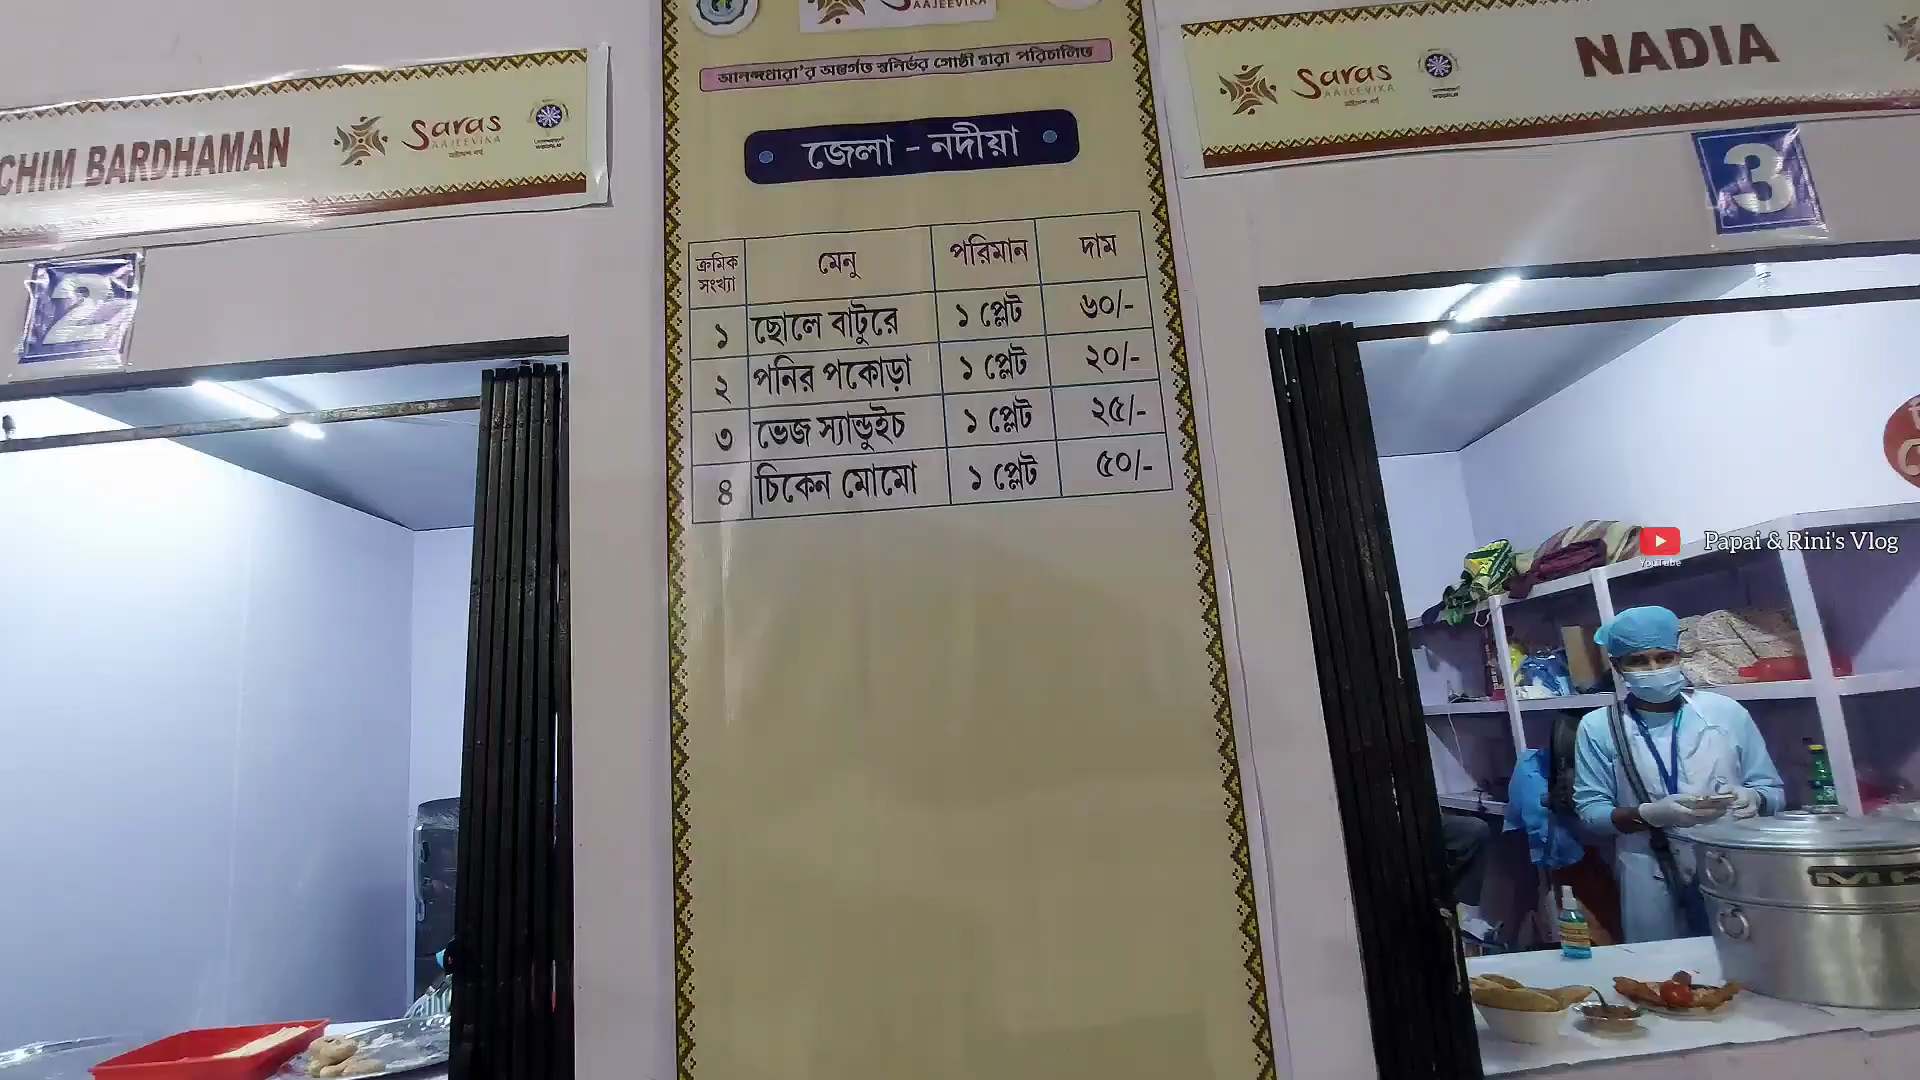 CHIM BARDHAMAN
Saras
AAJEEVIKA
2
AAJEEVIKA
আনন্দধারা'র অন্তর্গত স্বনির্ভর গোষ্ঠী দ্বারা পরিচালিত
জেলা - নদীয়া
ক্রমিক সংখ্যা মেনু পরিমান দাম
১ ছোলে বাটুরে ১ প্লেট ৬০/-
২ পনির পকোড়া ১ প্লেট ২০/-
৩ ভেজ স্যান্ডুইচ ১ প্লেট ২৫/-
৪ চিকেন মোমো ১ প্লেট ৫০/-
Saras
AAJEEVIKA
NADIA
3
Papai & Rini's Vlog
YouTube